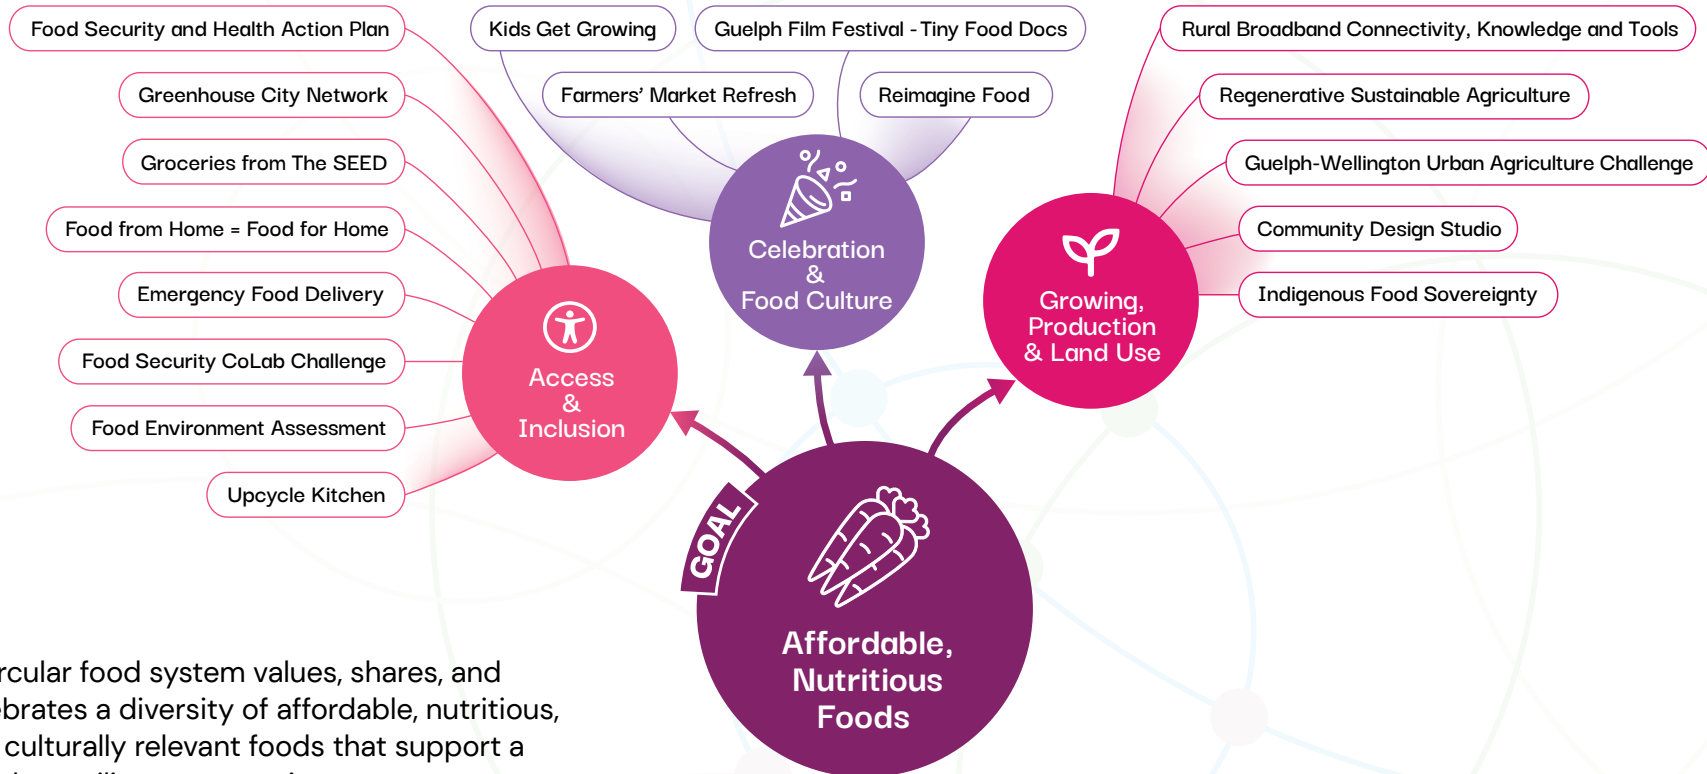 Food Security and Health Action Plan
Greenhouse City Network
Groceries from The SEED
Food from Home = Food for Home
Emergency Food Delivery
Food Security CoLab Challenge
Food Environment Assessment
Upcycle Kitchen
Access
&
Inclusion
Kids Get Growing
Guelph Film Festival - Tiny Food Docs
Farmers' Market Refresh
Reimagine Food
Celebration
&
Food Culture
Rural Broadband Connectivity, Knowledge and Tools
Regenerative Sustainable Agriculture
Guelph-Wellington Urban Agriculture Challenge
Community Design Studio
Indigenous Food Sovereignty
Growing,
Production
& Land Use
GOAL
Affordable,
Nutritious
Foods
rcular food system values, shares, and
ebrates a diversity of affordable, nutritious,
culturally relevant foods that support a